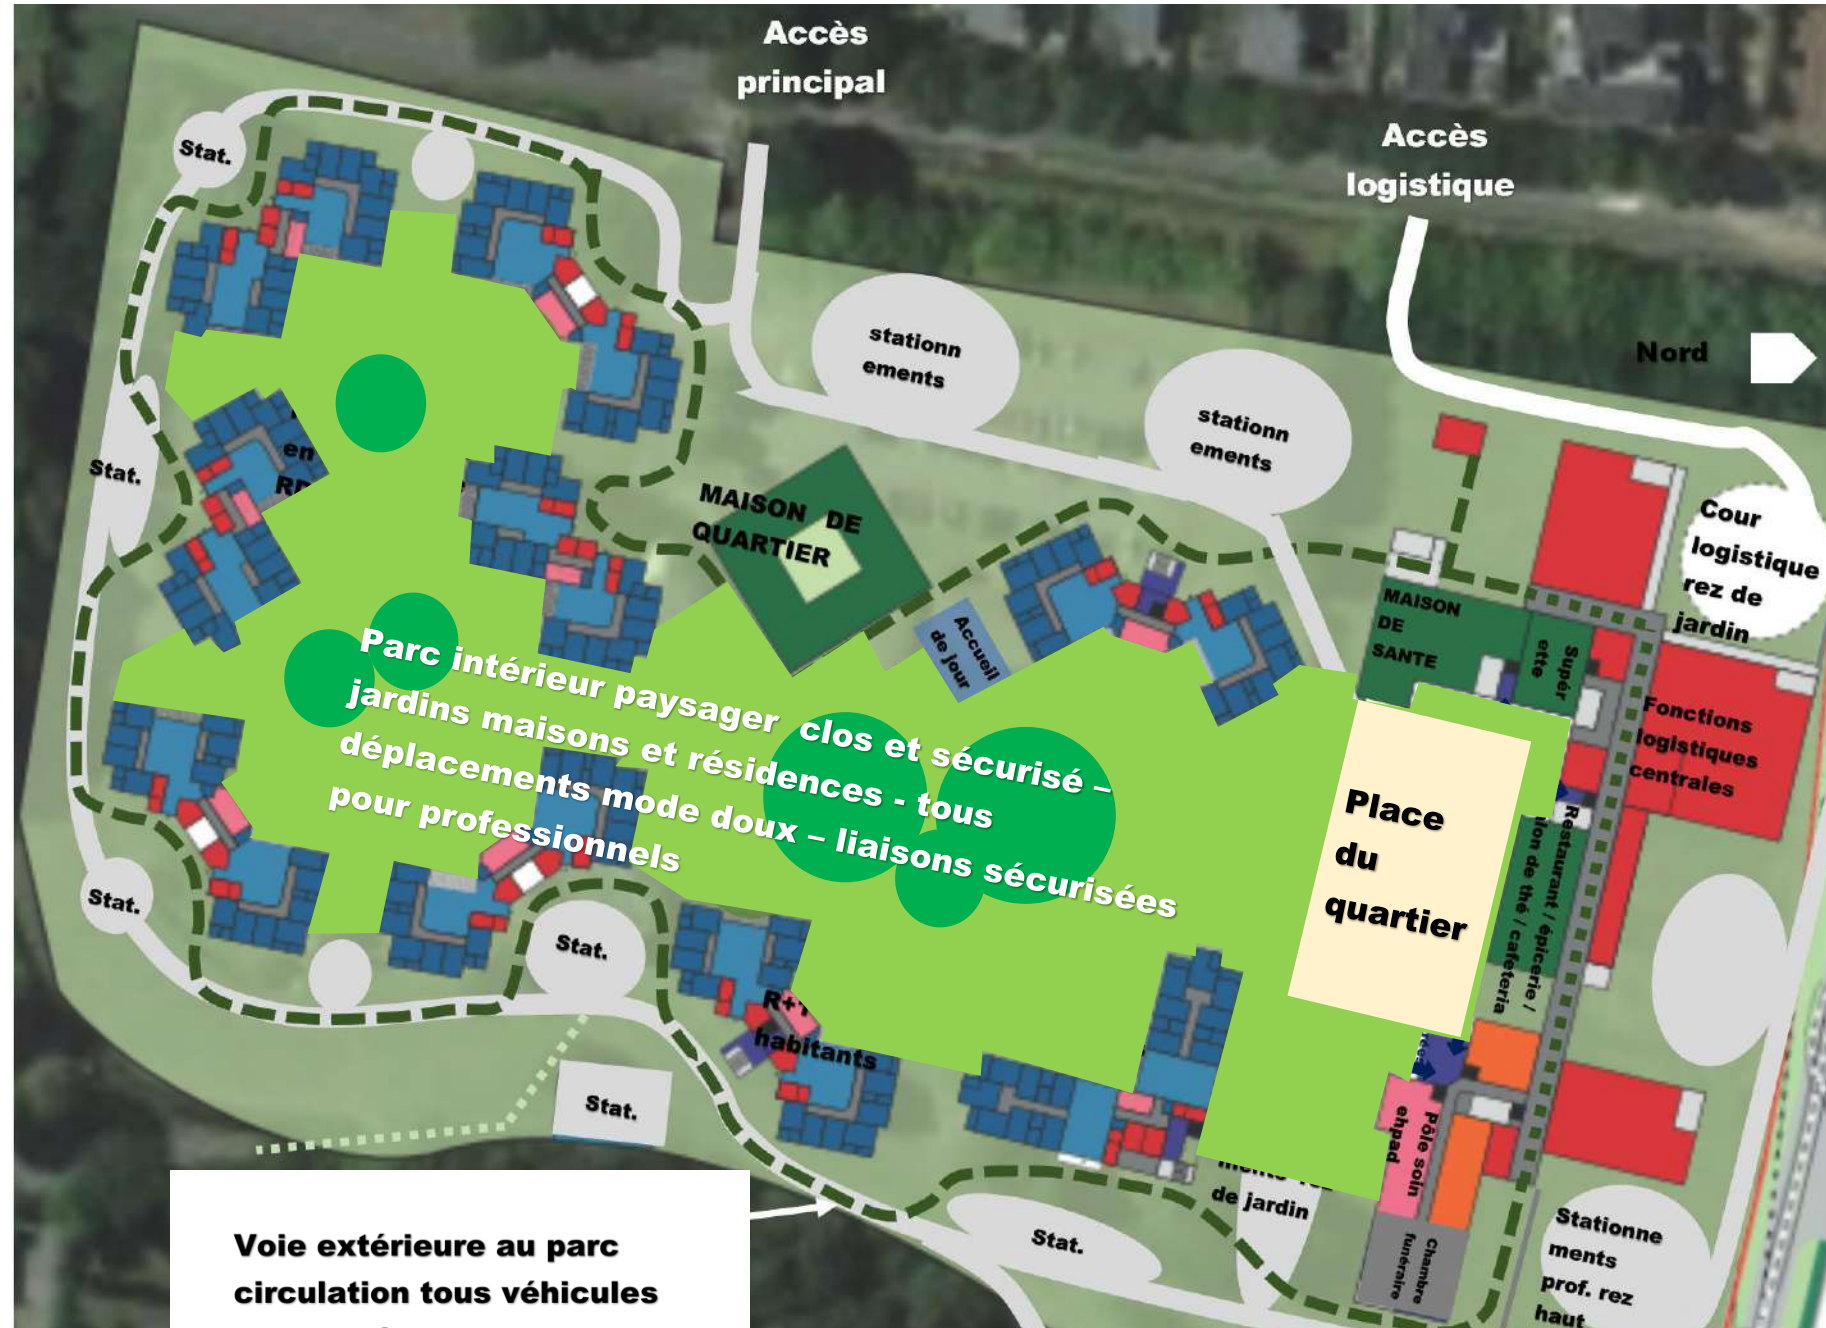 Accès
principal
Accès
logistique
Nord
Stat.
stationn
ements
stationn
ements
Stat.
en
MAISON DE
QUARTIER
Cour
logistique
rez de
jardin
MAISON
DE
SANTE
Supér
ette
Accueil
de jour
Fonctions
logistiques
centrales
Parc intérieur paysager clos et sécurisé –
jardins maisons et résidences - tous
déplacements mode doux – liaisons sécurisées
pour professionnels
Place
du
quartier
Restaurant / épicerie /
de thé / cafeteria
Stat.
Stat.
R+1
habitants
Stat.
Pôle soin
ehpad
de jardin
Stat.
Chambre
funéraire
Stationne
ments
prof. rez
haut
Voie extérieure au parc
circulation tous véhicules